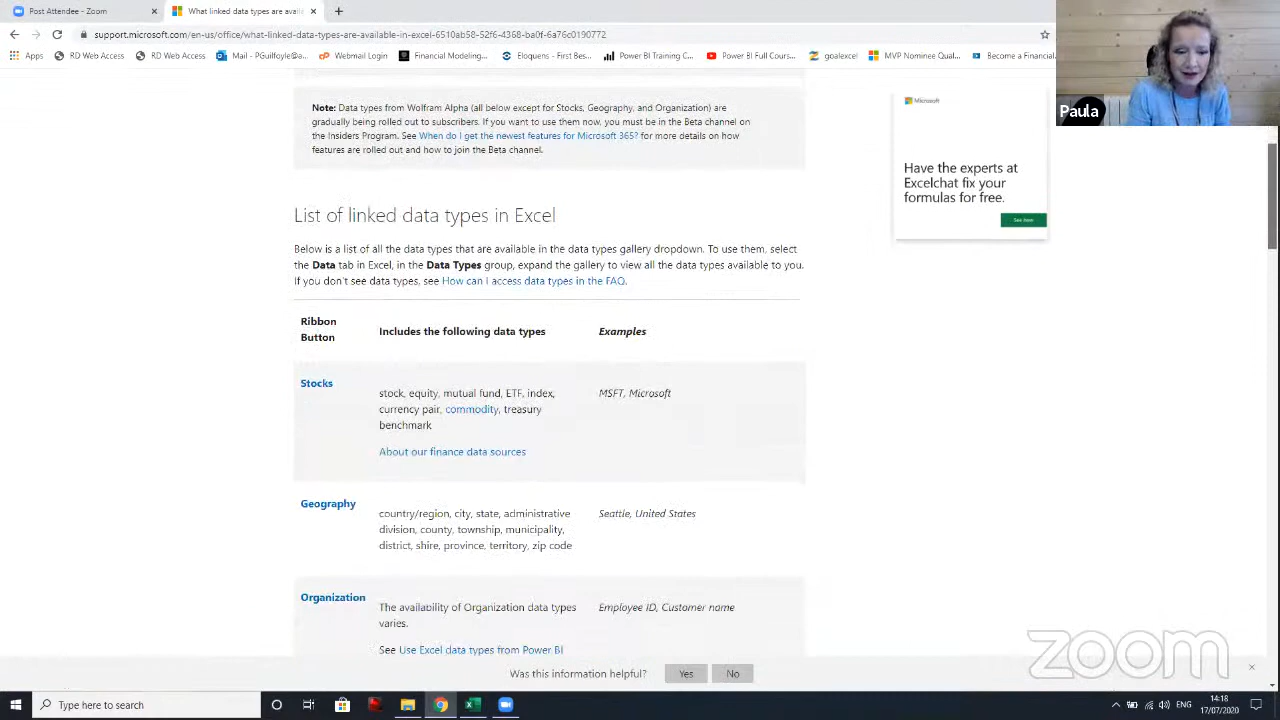 Post Attendee - Zoom
What linked data types are availa
support.microsoft.com/en-us/office/what-linked-data-types-are-available-in-excel-6510ab58-52f6-4368-ba0f-6a76c0190772
Apps
RD Web Access
RD Web Access
Mail - PGuilfoyle@...
Webmail Login
Financial Modeling...
Eloquens - First Bes...
Power BI Training C...
Power BI Full Cours...
goalexcel
MVP Nominee Que...
Become a Financial
Paula
Note: Data types from Wolfram Alpha (all below except for Stocks, Geography, and Organization) are
gradually being rolled out. If you want to use them now, you must be a subscriber to Beta channel
in the Insiders program. See When do I get the newest features for Microsoft 365? for more details on how
features are rolled out and how to join the Beta channel.
Microsoft
Have the experts at
Excelchat fix your
formulas for free.
See how
List of linked data types in Excel
Below is a list of all data types that are available in the data types gallery dropdown. To use them, select
the Data tab in Excel, in the Data Types group, expand the gallery to view all the data types available to you.
If you don't see data types, see How can I access data types in the FAQ.
Ribbon
Button
Includes the following data types
Examples
Stocks
stock, equity, mutual fund, ETF, index,
currency pair, commodity, treasury
benchmark
About our finance data sources
MSFT, Microsoft
Geography
country/region, city, state, administrative
division, county, township, municipality,
district, shire, province, territory, zip code
Seattle, United States
Organization
The availability of Organization data types
varies.
See Use Excel data types from Power BI
Employee ID, Customer name
zoom
Was this information helpful?
Yes
No
Type here to search
ENG
14:18
17/07/2020